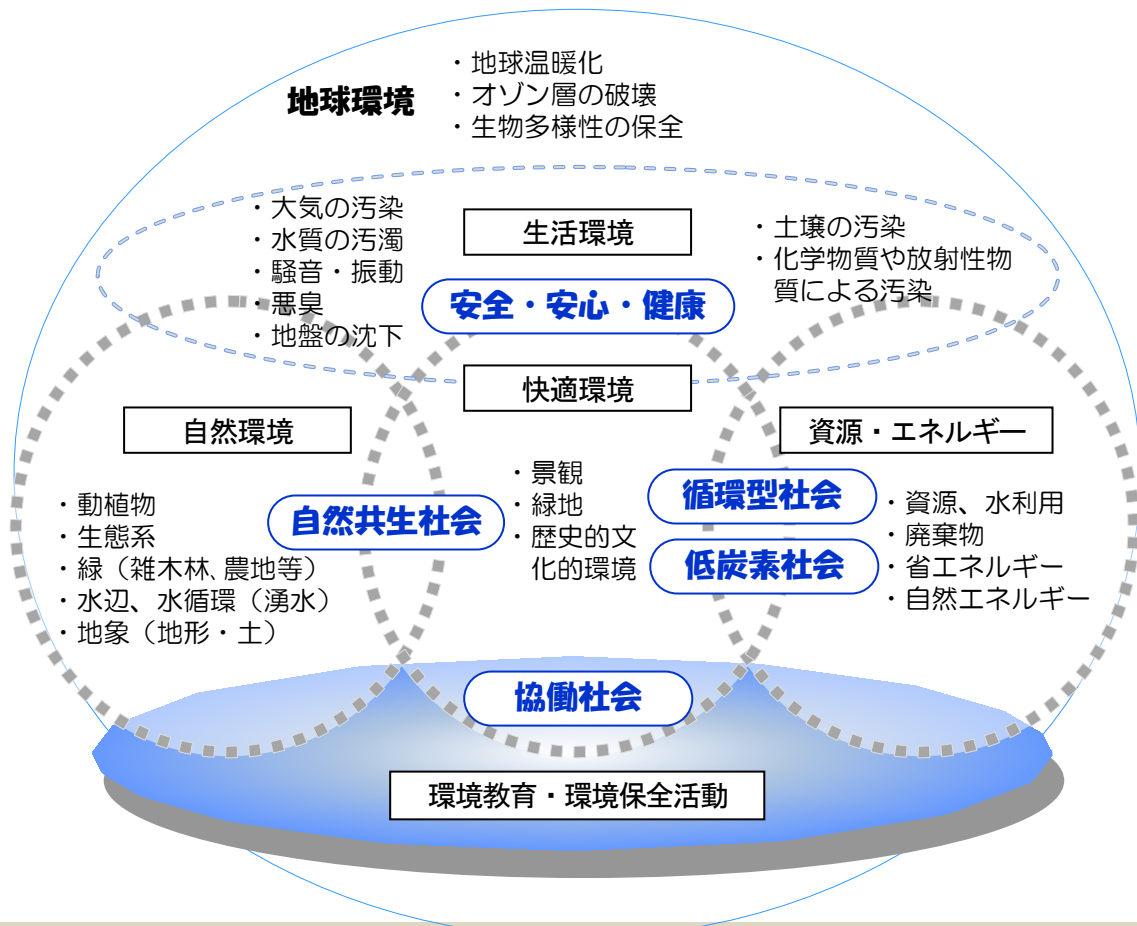 地球環境
・地球温暖化
・オゾン層の破壊
・生物多様性の保全
・大気の汚染
・水質の汚濁
・騒音・振動
・悪臭
・地盤の沈下
生活環境
安全・安心・健康
・土壌の汚染
・化学物質や放射性物
質による汚染
快適環境
自然環境
資源・エネルギー
・動植物
・生態系
・緑（雑木林、農地等）
・水辺、水循環（湧水）
・地象（地形・土）
自然共生社会
・景観
・緑地
・歴史的文
化的環境
循環型社会
低炭素社会
・資源、水利用
・廃棄物
・省エネルギー
・自然エネルギー
協働社会
環境教育・環境保全活動